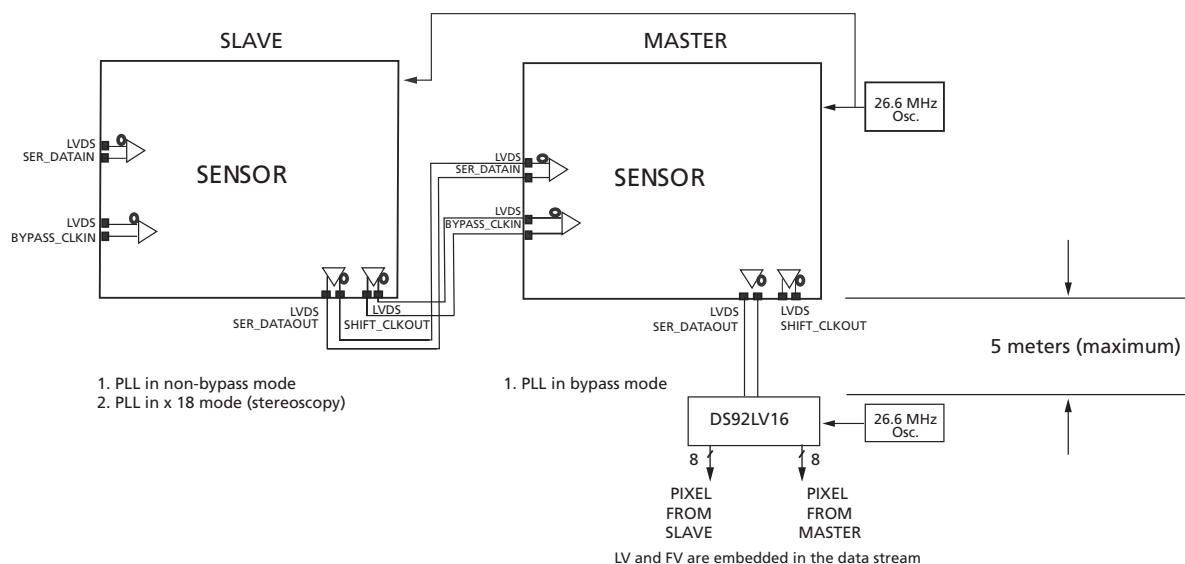 SLAVE
MASTER
26.6 MHz
Osc.
LVDS
SER_DATAIN
SENSOR
LVDS
BYPASS_CLKIN
LVDS
SER_DATAIN
SENSOR
LVDS
BYPASS_CLKIN
LVDS
SER_DATAOUT
LVDS
SHIFT_CLKOUT
LVDS
SER_DATAOUT
LVDS
SHIFT_CLKOUT
5 meters (maximum)
1. PLL in non-bypass mode
2. PLL in x 18 mode (stereoscopy)
1. PLL in bypass mode
DS92LV16
26.6 MHz
Osc.
8
8
PIXEL
FROM
SLAVE
PIXEL
FROM
MASTER
LV and FV are embedded in the data stream